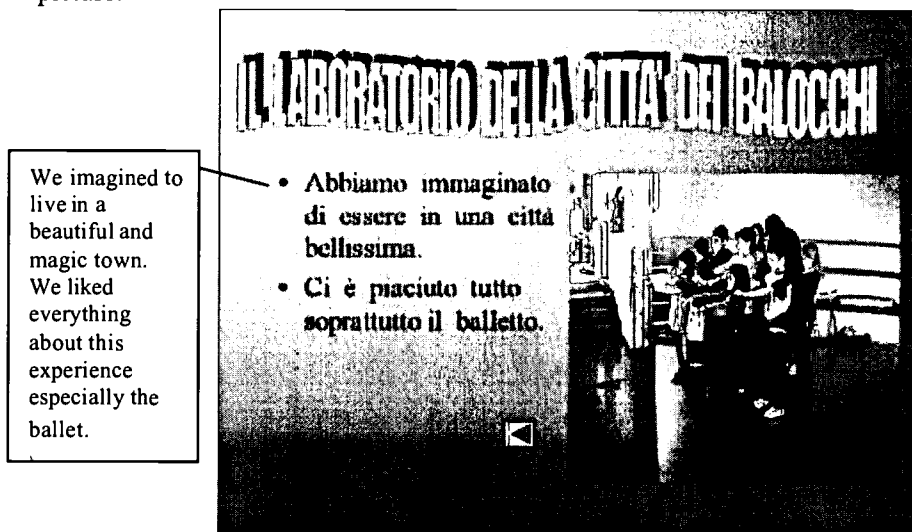 IL LABORATORIO DELLA CITTA' DEI BALOCCHI
We imagined to
live in a
beautiful and
magic town.
We liked
everything
about this
experience
especially the
ballet.
• Abbiamo immaginato
di essere in una città
bellissima.
• Ci è piaciuto tutto
soprattutto il balletto.